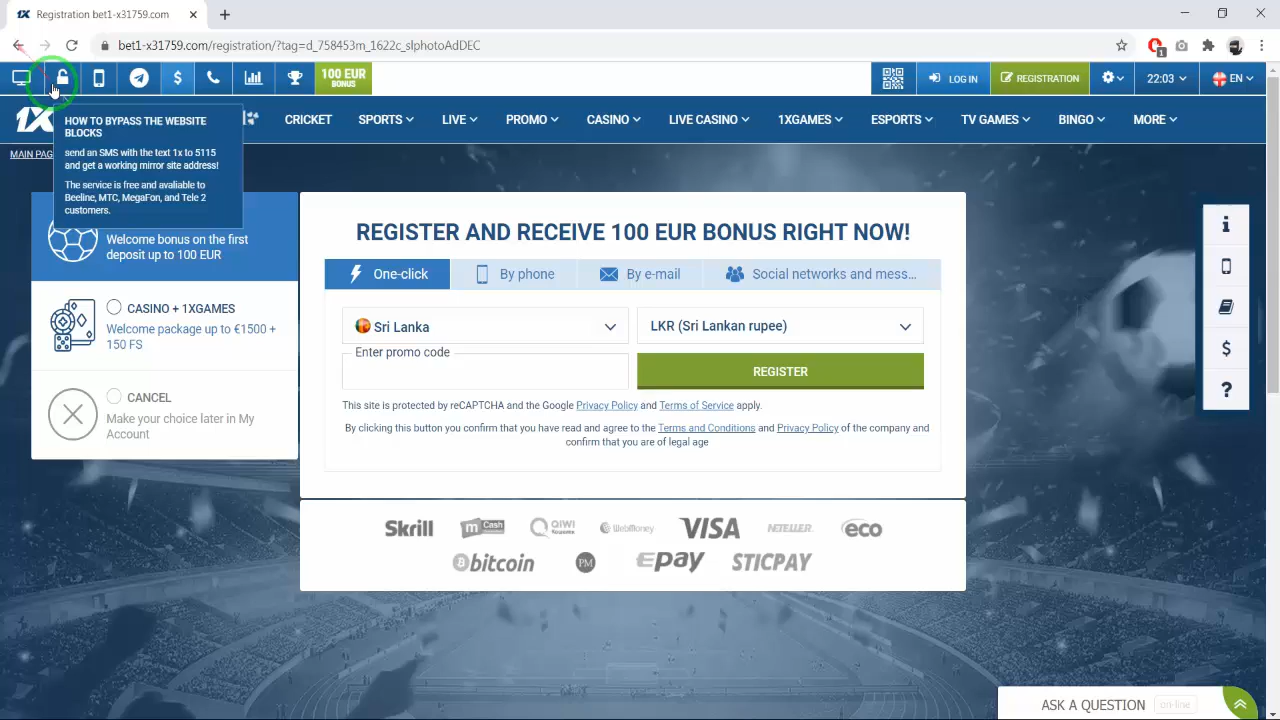 Registration bet1-x31759.com
bet1-x31759.com/registration/?tag=d_758453m_1622c_slphotoAdDEC
1
100 EUR
BONUS
LOG IN
REGISTRATION
22:03
EN
1X
CRICKET
SPORTS
LIVE
PROMO
CASINO
LIVE CASINO
1XGAMES
ESPORTS
TV GAMES
BINGO
MORE
HOW TO BYPASS THE WEBSITE
BLOCKS
send an SMS with the text 1x to 5115
and get a working mirror site address!
The service is free and avaliable to
Beeline, MTC, MegaFon, and Tele 2
customers.
MAIN PAG
Welcome bonus on the first
deposit up to 100 EUR
CASINO + 1XGAMES
Welcome package up to €1500 +
150 FS
CANCEL
Make your choice later in My
Account
REGISTER AND RECEIVE 100 EUR BONUS RIGHT NOW!
One-click
By phone
By e-mail
Social networks and mess...
Sri Lanka
LKR (Sri Lankan rupee)
Enter promo code
REGISTER
This site is protected by reCAPTCHA and the Google Privacy Policy and Terms of Service apply.
By clicking this button you confirm that you have read and agree to the Terms and Conditions and Privacy Policy of the company and
confirm that you are of legal age
Skrill
mCash
QIWI
WebMoney
VISA
NETELLER
eco
bitcoin
PM
epay
STICPAY
ASK A QUESTION
on-line